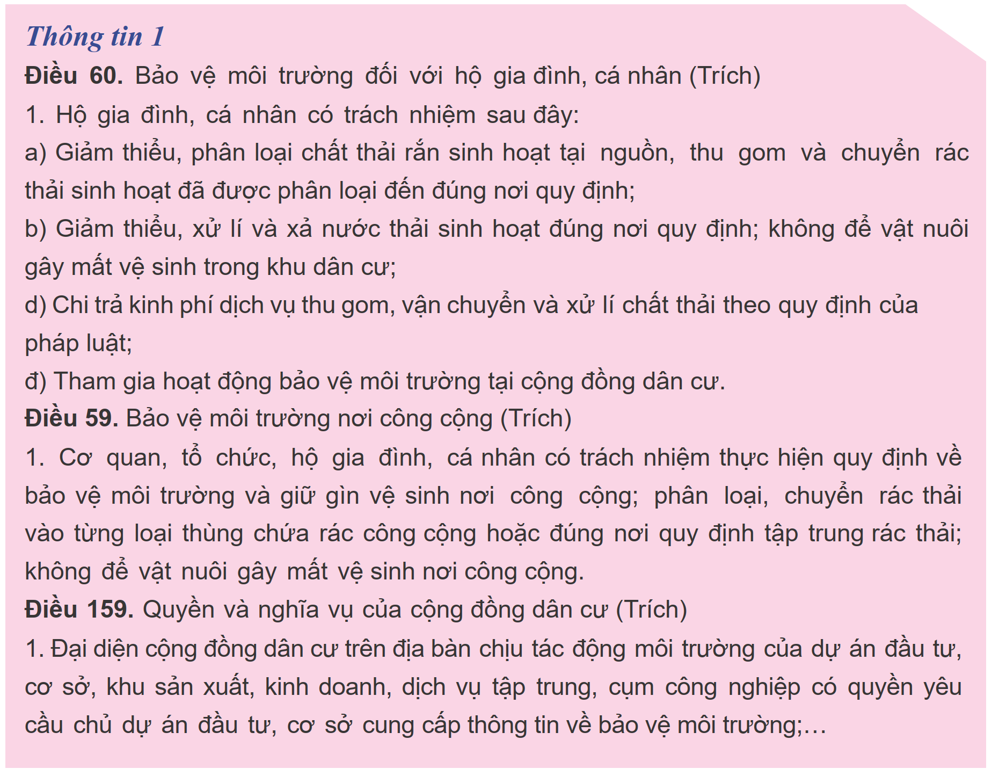 Thông tin 1
Điều 60. Bảo vệ môi trường đối với hộ gia đình, cá nhân (Trích)
1. Hộ gia đình, cá nhân có trách nhiệm sau đây:
a) Giảm thiểu, phân loại chất thải rắn sinh hoạt tại nguồn, thu gom và chuyển rác
thải sinh hoạt đã được phân loại đến đúng nơi quy định;
b) Giảm thiểu, xử lí và xả nước thải sinh hoạt đúng nơi quy định; không để vật nuôi
gây mất vệ sinh trong khu dân cư;
d) Chi trả kinh phí dịch vụ thu gom, vận chuyển và xử lí chất thải theo quy định của
pháp luật;
đ) Tham gia hoạt động bảo vệ môi trường tại cộng đồng dân cư.
Điều 59. Bảo vệ môi trường nơi công cộng (Trích)
1. Cơ quan, tổ chức, hộ gia đình, cá nhân có trách nhiệm thực hiện quy định về
bảo vệ môi trường và giữ gìn vệ sinh nơi công cộng; phân loại, chuyển rác thải
vào từng loại thùng chứa rác công cộng hoặc đúng nơi quy định tập trung rác thải;
không để vật nuôi gây mất vệ sinh nơi công cộng.
Điều 159. Quyền và nghĩa vụ của cộng đồng dân cư (Trích)
1. Đại diện cộng đồng dân cư trên địa bàn chịu tác động môi trường của dự án đầu tư,
cơ sở, khu sản xuất, kinh doanh, dịch vụ tập trung, cụm công nghiệp có quyền yêu
cầu chủ dự án đầu tư, cơ sở cung cấp thông tin về bảo vệ môi trường;…